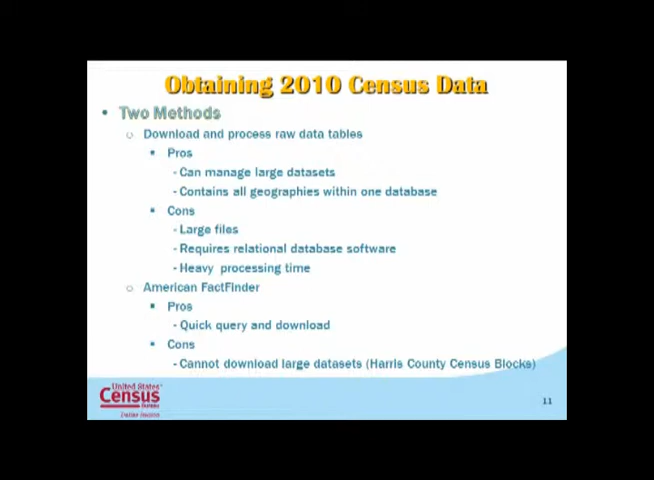 Obtaining 2010 Census Data
• Two Methods
o Download and process raw data tables
▪ Pros
- Can manage large datasets
- Contains all geographies within one database
▪ Cons
- Large files
- Requires relational database software
- Heavy processing time
o American FactFinder
▪ Pros
- Quick query and download
▪ Cons
- Cannot download large datasets (Harris County Census Blocks)
United States
Census
Bureau
11